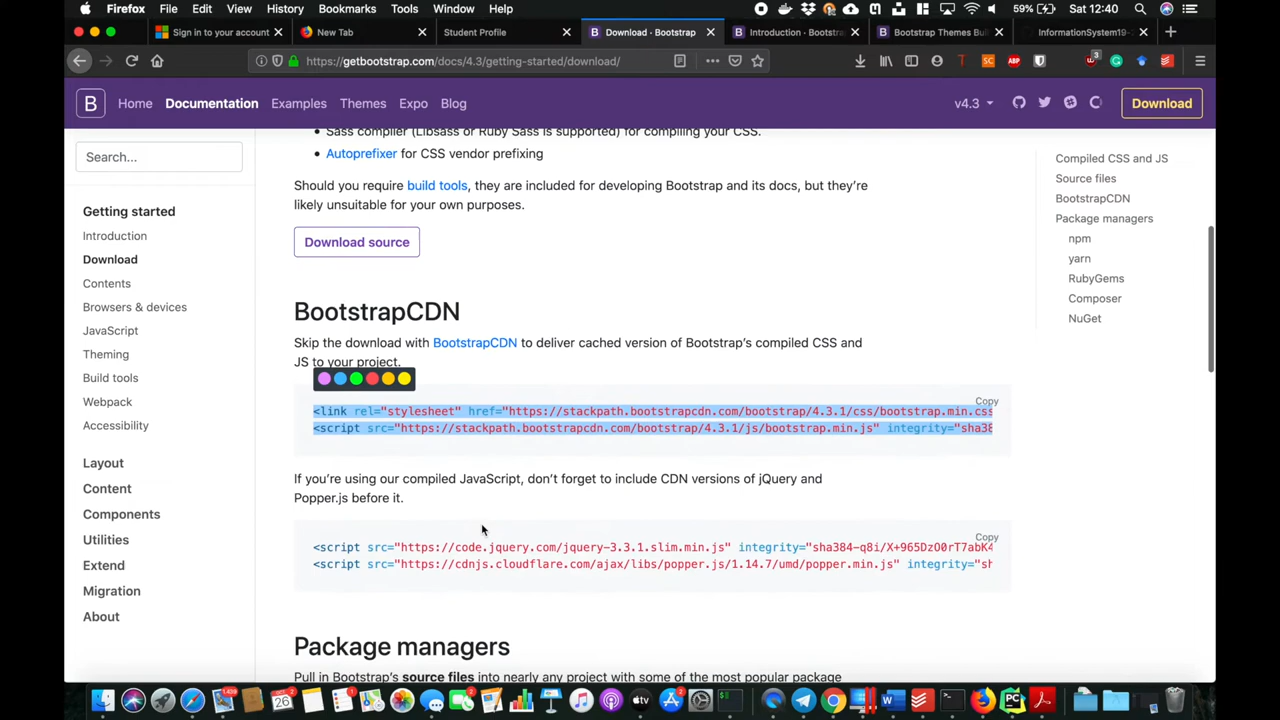 Firefox File Edit View History Bookmarks Tools Window Help 59% Sat 12:40
Sign in to your account New Tab Student Profile Download · Bootstrap Introduction · Bootstra Bootstrap Themes Bui InformationSystem19-
https://getbootstrap.com/docs/4.3/getting-started/download/
B Home Documentation Examples Themes Expo Blog v4.3 Download
Search...
Getting started
Introduction
Download
Contents
Browsers & devices
JavaScript
Theming
Build tools
Webpack
Accessibility
Layout
Content
Components
Utilities
Extend
Migration
About
Sass compiler (Libsass or Ruby Sass is supported) for compiling your CSS.
Autoprefixer for CSS vendor prefixing
Should you require build tools, they are included for developing Bootstrap and its docs, but they're
likely unsuitable for your own purposes.
Download source
BootstrapCDN
Skip the download with BootstrapCDN to deliver cached version of Bootstrap's compiled CSS and
JS to your project.
Copy
<link rel="stylesheet" href="https://stackpath.bootstrapcdn.com/bootstrap/4.3.1/css/bootstrap.min.css
<script src="https://stackpath.bootstrapcdn.com/bootstrap/4.3.1/js/bootstrap.min.js" integrity="sha38
If you're using our compiled JavaScript, don't forget to include CDN versions of jQuery and
Popper.js before it.
Copy
<script src="https://code.jquery.com/jquery-3.3.1.slim.min.js" integrity="sha384-q8i/X+965DzO0rT7abK4
<script src="https://cdnjs.cloudflare.com/ajax/libs/popper.js/1.14.7/umd/popper.min.js" integrity="sh
Package managers
Pull in Bootstrap's source files into nearly any project with some of the most popular package
Compiled CSS and JS
Source files
BootstrapCDN
Package managers
npm
yarn
RubyGems
Composer
NuGet